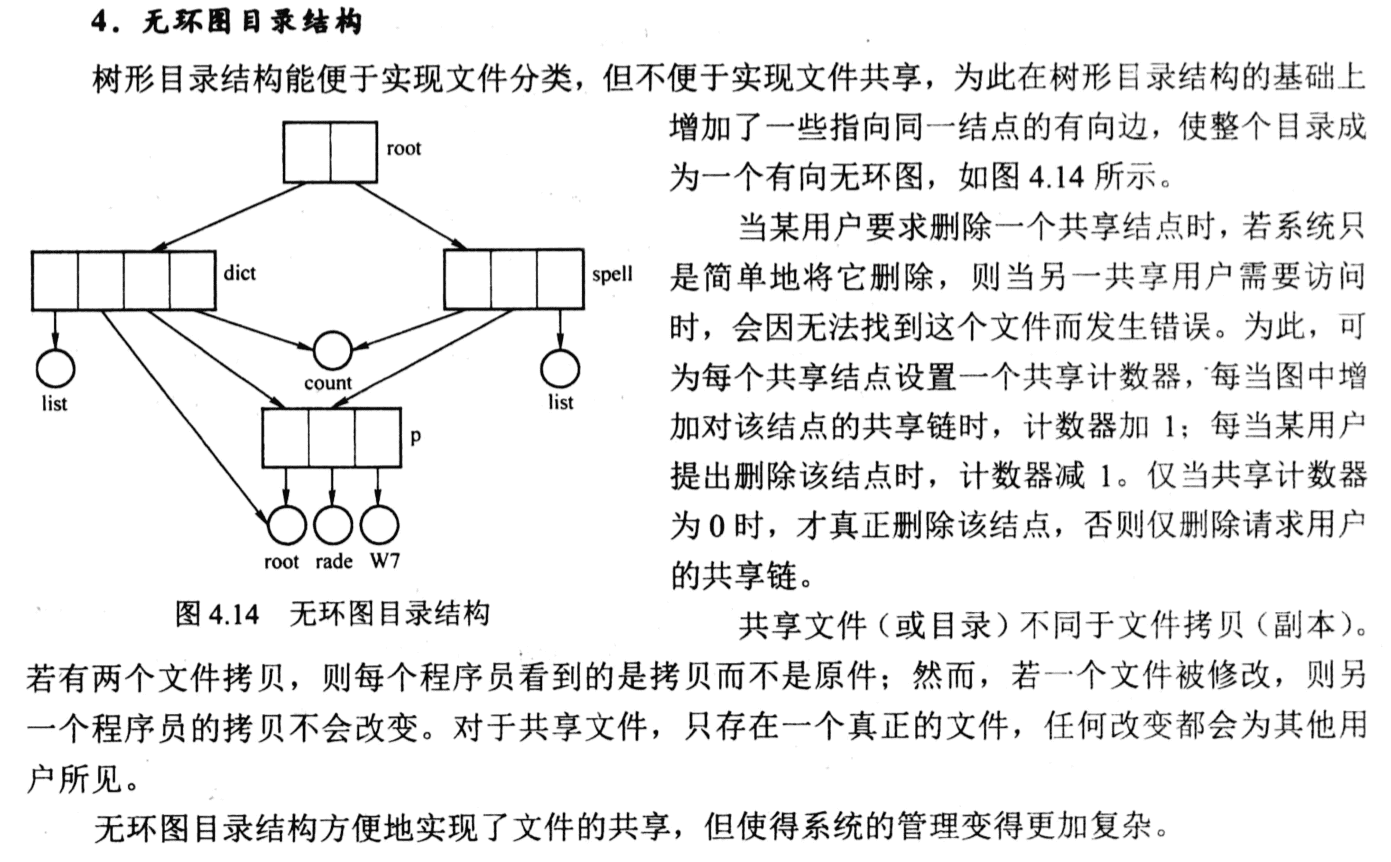 4．无环图目录结构
树形目录结构能便于实现文件分类，但不便于实现文件共享，为此在树形目录结构的基础上
增加了一些指向同一结点的有向边，使整个目录成
为一个有向无环图，如图 4.14 所示。
当某用户要求删除一个共享结点时，若系统只
是简单地将它删除，则当另一共享用户需要访问
时，会因无法找到这个文件而发生错误。为此，可
为每个共享结点设置一个共享计数器，每当图中增
加对该结点的共享链时，计数器加 1；每当某用户
提出删除该结点时，计数器减 1。仅当共享计数器
为 0 时，才真正删除该结点，否则仅删除请求用户
的共享链。
root
dict
spell
count
list
list
p
root rade W7
图 4.14 无环图目录结构
共享文件（或目录）不同于文件拷贝（副本）。
若有两个文件拷贝，则每个程序员看到的是拷贝而不是原件；然而，若一个文件被修改，则另
一个程序员的拷贝不会改变。对于共享文件，只存在一个真正的文件，任何改变都会为其他用
户所见。
无环图目录结构方便地实现了文件的共享，但使得系统的管理变得更加复杂。